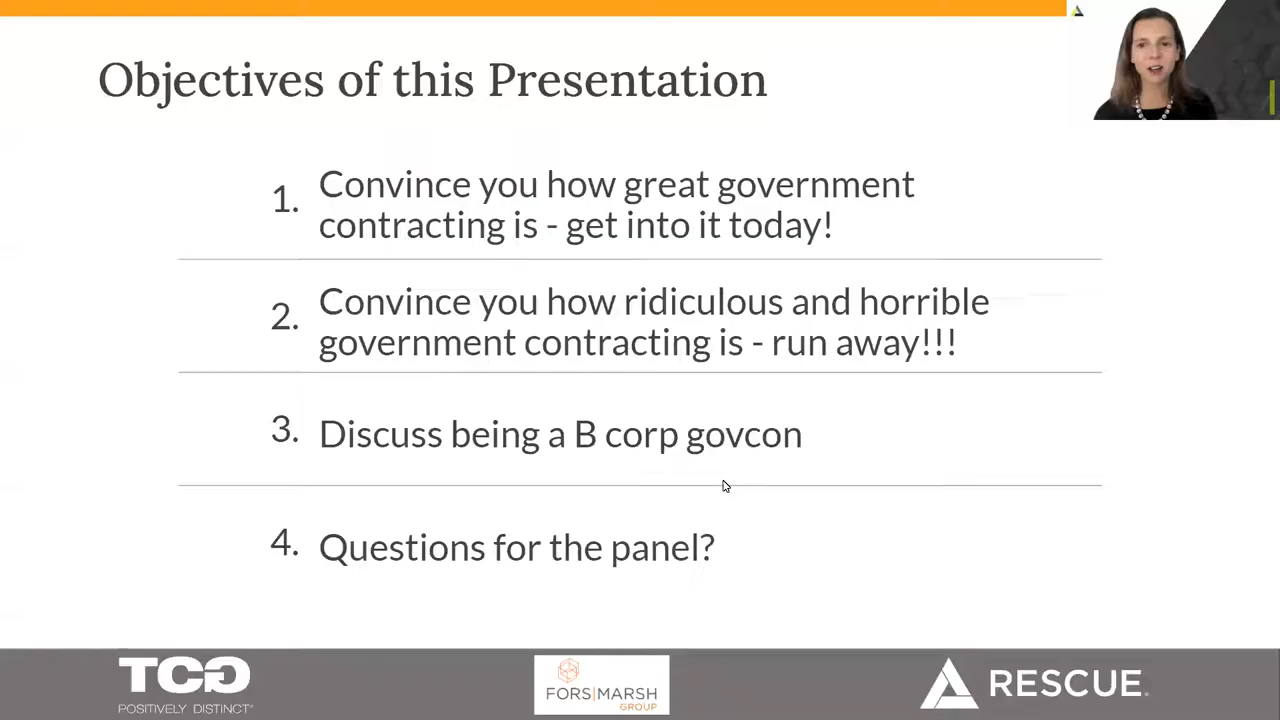 Objectives of this Presentation
1. Convince you how great government
contracting is - get into it today!
2. Convince you how ridiculous and horrible
government contracting is - run away!!!
3. Discuss being a B corp govcon
4. Questions for the panel?
TCG
POSITIVELY DISTINCT
FORS|MARSH
GROUP
RESCUE